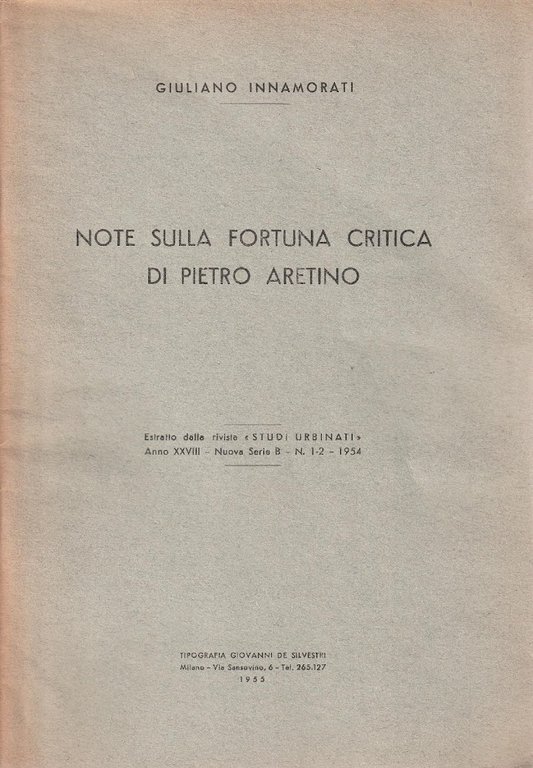 GIULIANO INNAMORATI
NOTE SULLA FORTUNA CRITICA
DI PIETRO ARETINO
Estratto dalla rivista «STUDI URBINATI»
Anno XXVIII - Nuova Serie B - N. 1-2 - 1954
TIPOGRAFIA GIOVANNI DE SILVESTRI
Milano - Via Sansovino, 6 - Tel. 265.127
1955